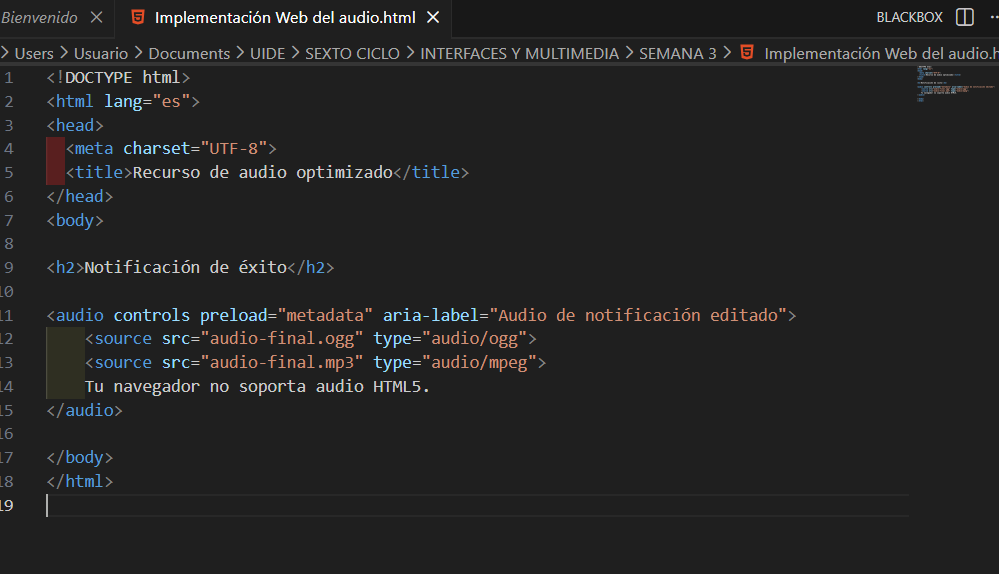 Bienvenido Implementación Web del audio.html BLACKBOX
Users > Usuario > Documents > UIDE > SEXTO CICLO > INTERFACES Y MULTIMEDIA > SEMANA 3 > Implementación Web del audio.h
1 <!DOCTYPE html>
2 <html lang="es">
3 <head>
4 <meta charset="UTF-8">
5 <title>Recurso de audio optimizado</title>
6 </head>
7 <body>
8
9 <h2>Notificación de éxito</h2>
10
11 <audio controls preload="metadata" aria-label="Audio de notificación editado">
12 <source src="audio-final.ogg" type="audio/ogg">
13 <source src="audio-final.mp3" type="audio/mpeg">
14 Tu navegador no soporta audio HTML5.
15 </audio>
16
17 </body>
18 </html>
19